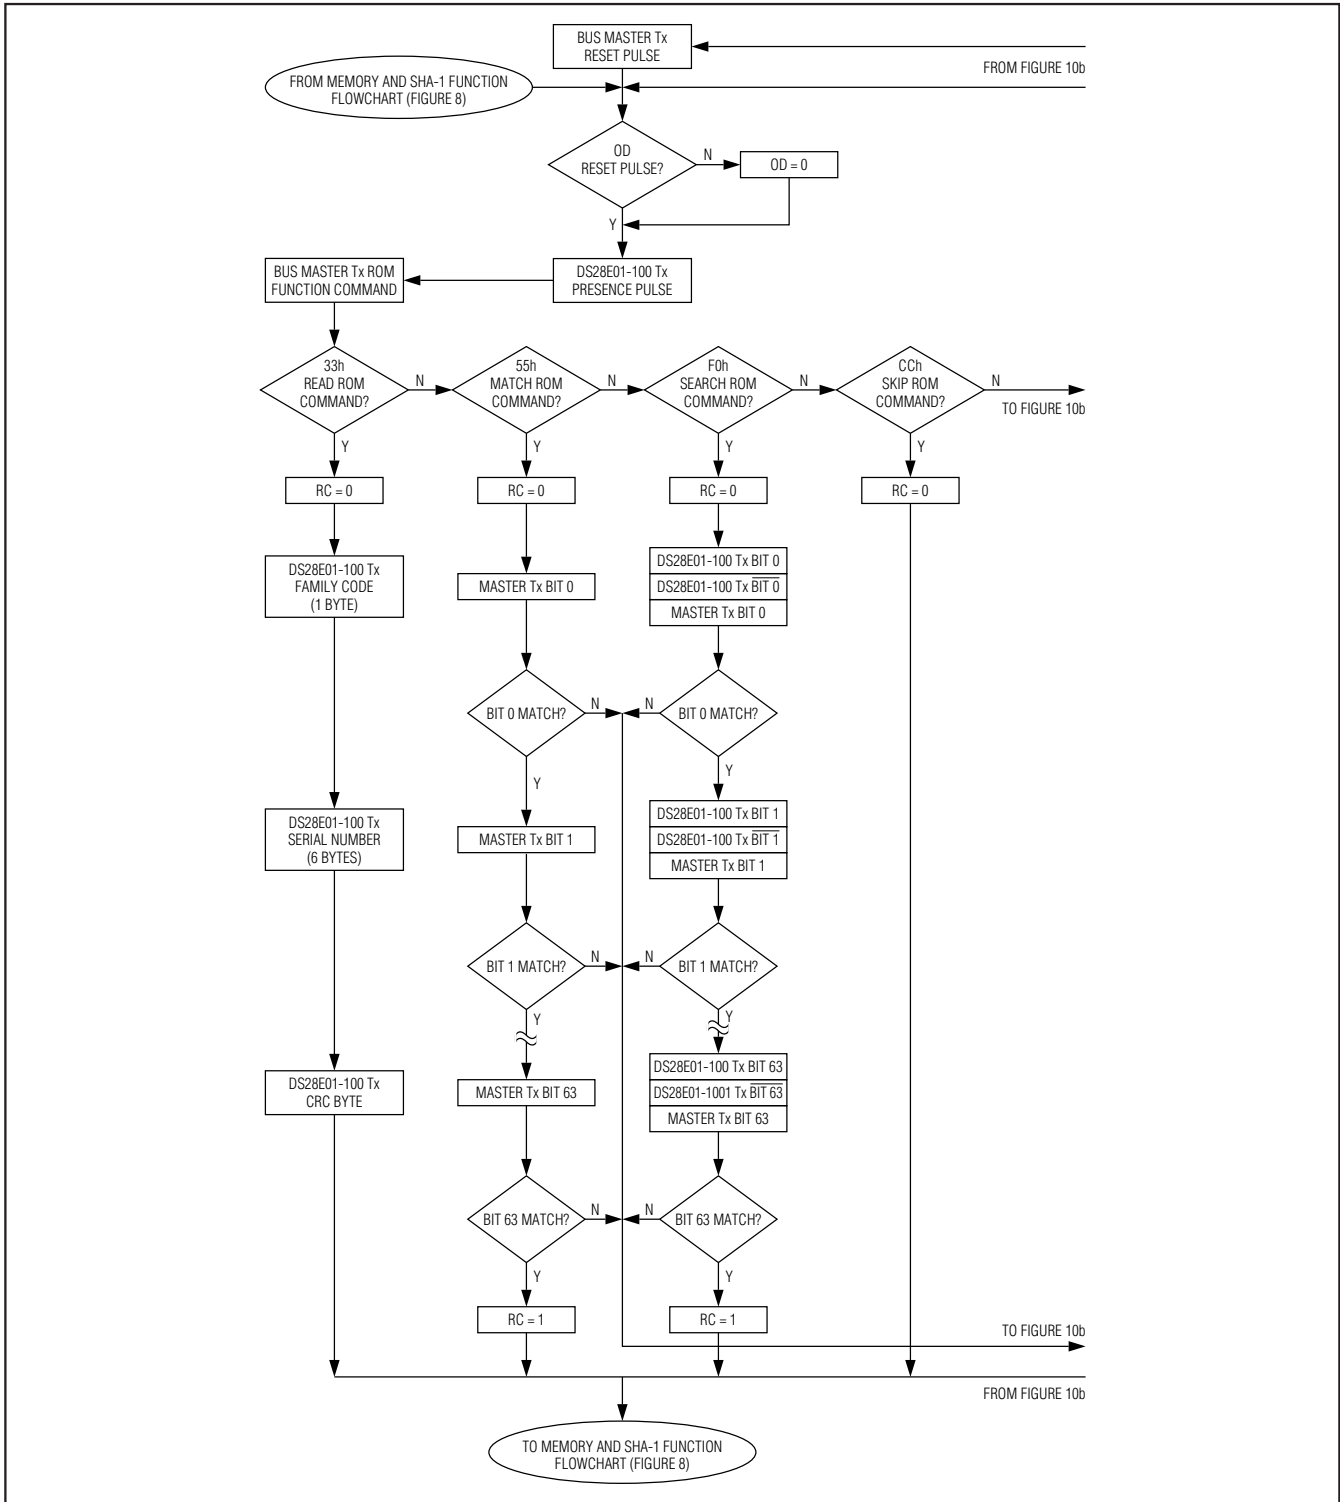 BUS MASTER Tx
RESET PULSE
FROM FIGURE 10b
FROM MEMORY AND SHA-1 FUNCTION
FLOWCHART (FIGURE 8)
OD
RESET PULSE?
N
OD = 0
Y
BUS MASTER Tx ROM
FUNCTION COMMAND
DS28E01-100 Tx
PRESENCE PULSE
33h
READ ROM
COMMAND?
N
55h
MATCH ROM
COMMAND?
N
F0h
SEARCH ROM
COMMAND?
N
CCh
SKIP ROM
COMMAND?
N
TO FIGURE 10b
Y
Y
Y
Y
RC = 0
RC = 0
RC = 0
RC = 0
DS28E01-100 Tx
FAMILY CODE
(1 BYTE)
MASTER Tx BIT 0
DS28E01-100 Tx BIT 0
DS28E01-100 Tx B̅I̅T̅ ̅0̅
MASTER Tx BIT 0
BIT 0 MATCH?
N
N
BIT 0 MATCH?
Y
Y
DS28E01-100 Tx
SERIAL NUMBER
(6 BYTES)
MASTER Tx BIT 1
DS28E01-100 Tx BIT 1
DS28E01-100 Tx B̅I̅T̅ ̅1̅
MASTER Tx BIT 1
BIT 1 MATCH?
N
N
BIT 1 MATCH?
Y
Y
DS28E01-100 Tx
CRC BYTE
MASTER Tx BIT 63
DS28E01-100 Tx BIT 63
DS28E01-1001 Tx B̅I̅T̅ ̅6̅3̅
MASTER Tx BIT 63
BIT 63 MATCH?
N
N
BIT 63 MATCH?
Y
Y
RC = 1
RC = 1
TO FIGURE 10b
FROM FIGURE 10b
TO MEMORY AND SHA-1 FUNCTION
FLOWCHART (FIGURE 8)